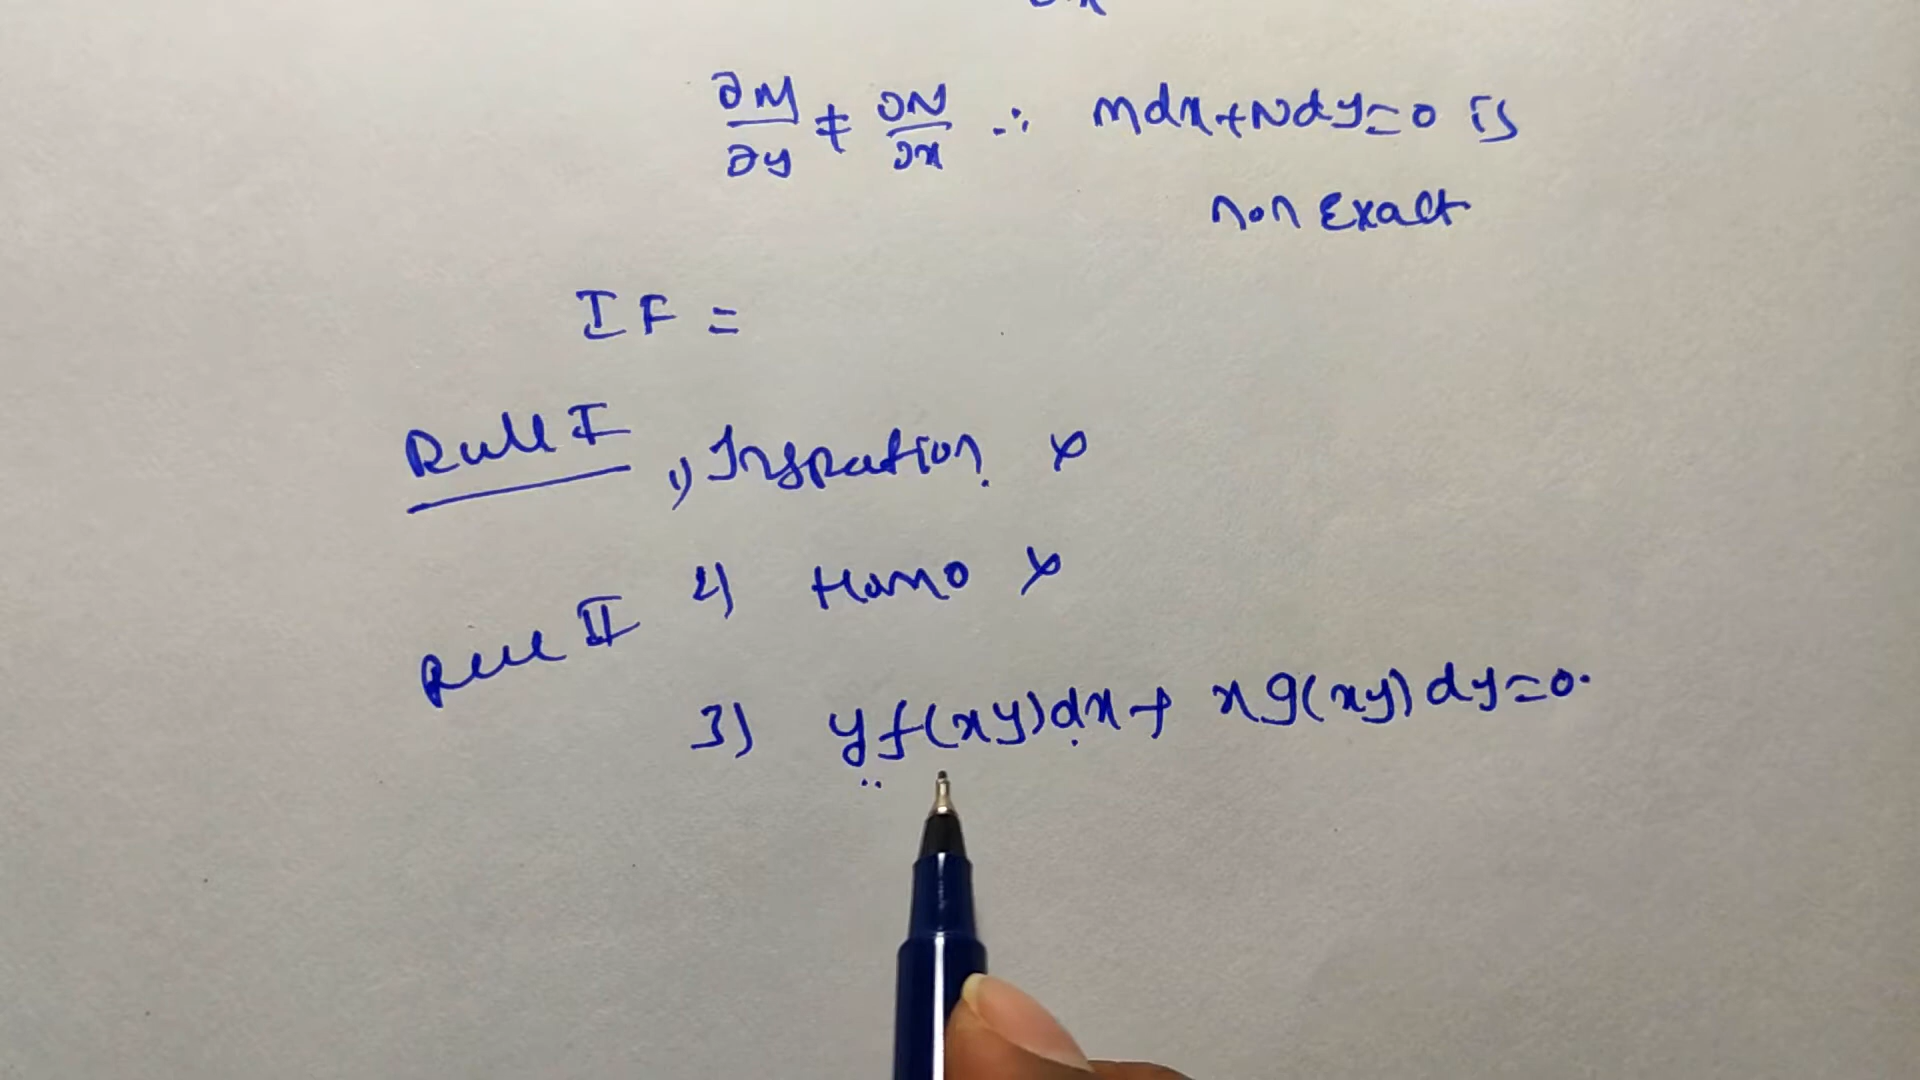 ∂M/∂y ≠ ∂N/∂x ∴ Mdx+Ndy=0 is
non Exact
IF =
Rule I 1) Inspection. x
Rule II 2) Homo x
3) yf(xy)dx + xg(xy)dy=0.